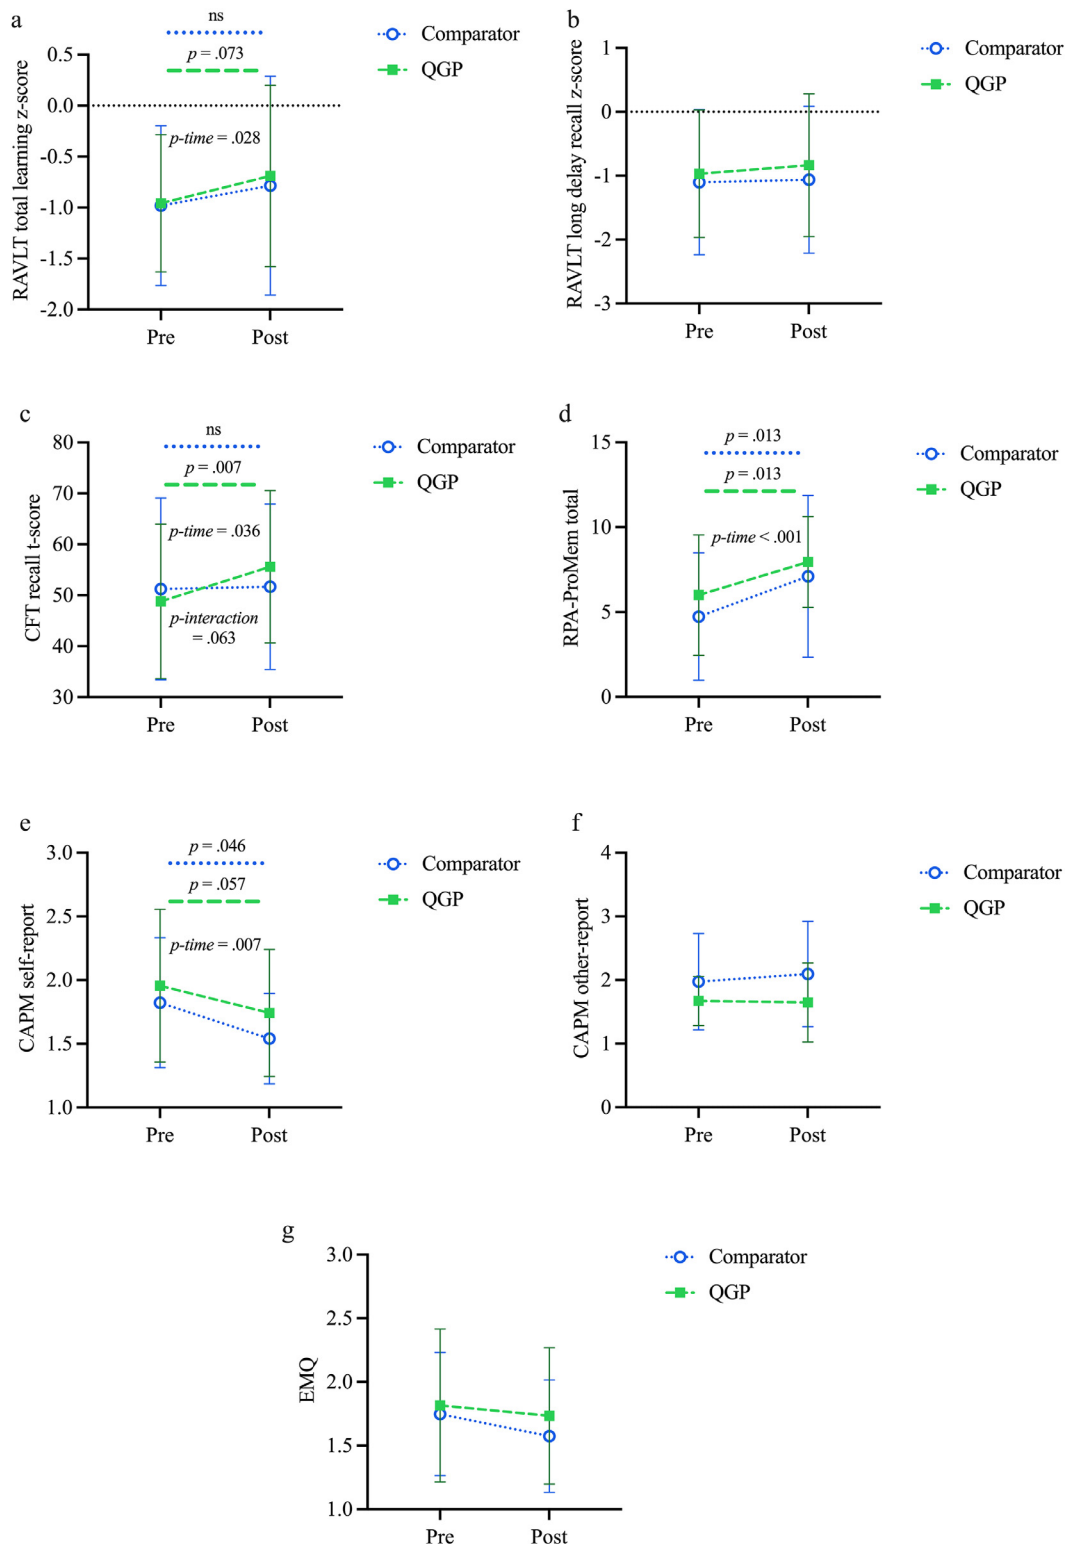 a
ns
p = .073
Comparator
QGP
RAVLT total learning z-score
0.5
0.0
-0.5
-1.0
-1.5
-2.0
p-time = .028
Pre
Post
b
Comparator
QGP
RAVLT long delay recall z-score
1
0
-1
-2
-3
Pre
Post
c
ns
p = .007
Comparator
QGP
CFT recall t-score
80
70
60
50
40
30
p-time = .036
p-interaction
= .063
Pre
Post
d
p = .013
p = .013
Comparator
QGP
RPA-ProMem total
15
10
5
0
p-time < .001
Pre
Post
e
p = .046
p = .057
Comparator
QGP
CAPM self-report
3.0
2.5
2.0
1.5
1.0
p-time = .007
Pre
Post
f
Comparator
QGP
CAPM other-report
4
3
2
1
0
Pre
Post
g
Comparator
QGP
EMQ
3.0
2.5
2.0
1.5
1.0
Pre
Post